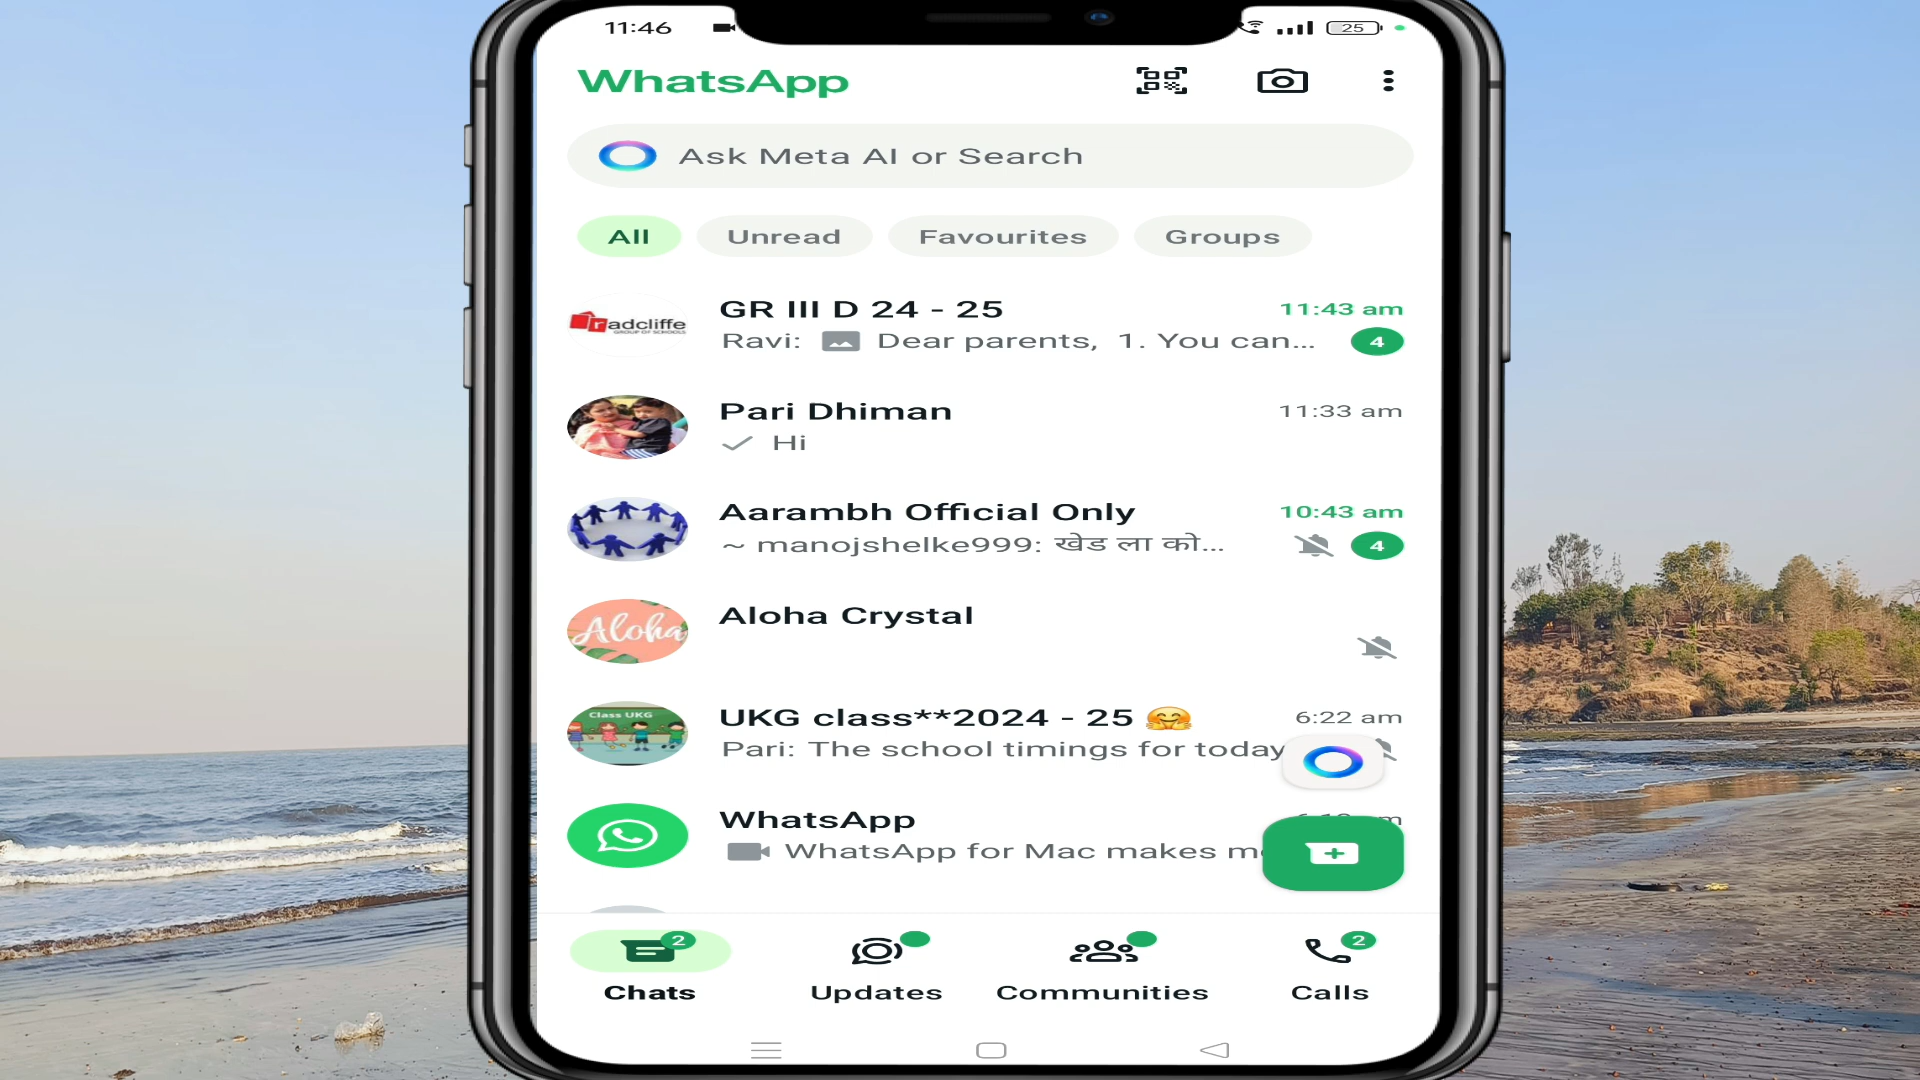 11:46
25
WhatsApp
Ask Meta AI or Search
All
Unread
Favourites
Groups
radcliffe
GROUP OF SCHOOLS
GR III D 24 - 25
11:43 am
Ravi: Dear parents, 1. You can...
4
Pari Dhiman
11:33 am
Hi
Aarambh Official Only
10:43 am
~ manojshelke999: खेड ला को...
4
Aloha
Aloha Crystal
Class UKG
UKG class**2024 - 25 🤗
6:22 am
Pari: The school timings for today
WhatsApp
WhatsApp for Mac makes
2
2
Chats
Updates
Communities
Calls